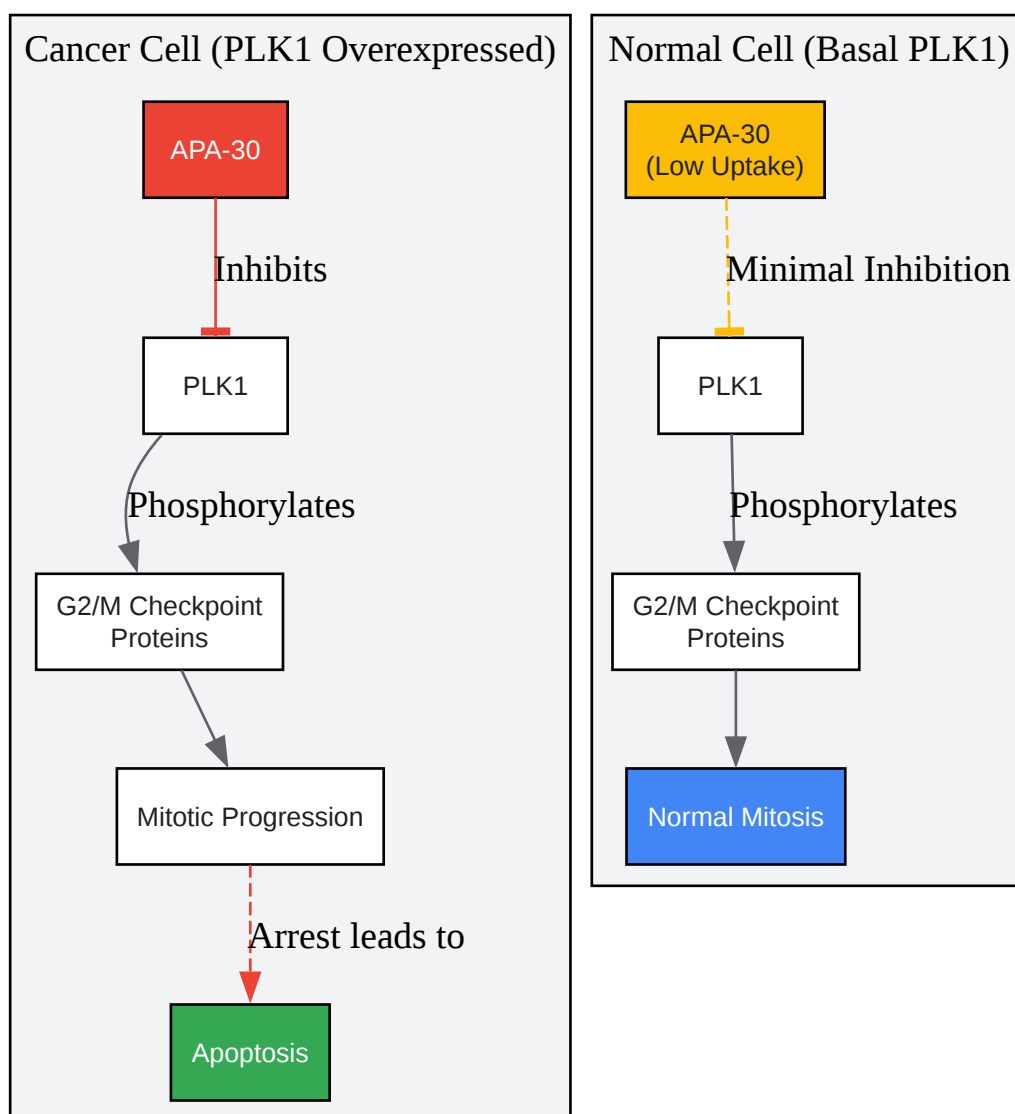 Cancer Cell (PLK1 Overexpressed)
APA-30
Inhibits
PLK1
Phosphorylates
G2/M Checkpoint
Proteins
Mitotic Progression
Arrest leads to
Apoptosis
Normal Cell (Basal PLK1)
APA-30
(Low Uptake)
Minimal Inhibition
PLK1
Phosphorylates
G2/M Checkpoint
Proteins
Normal Mitosis